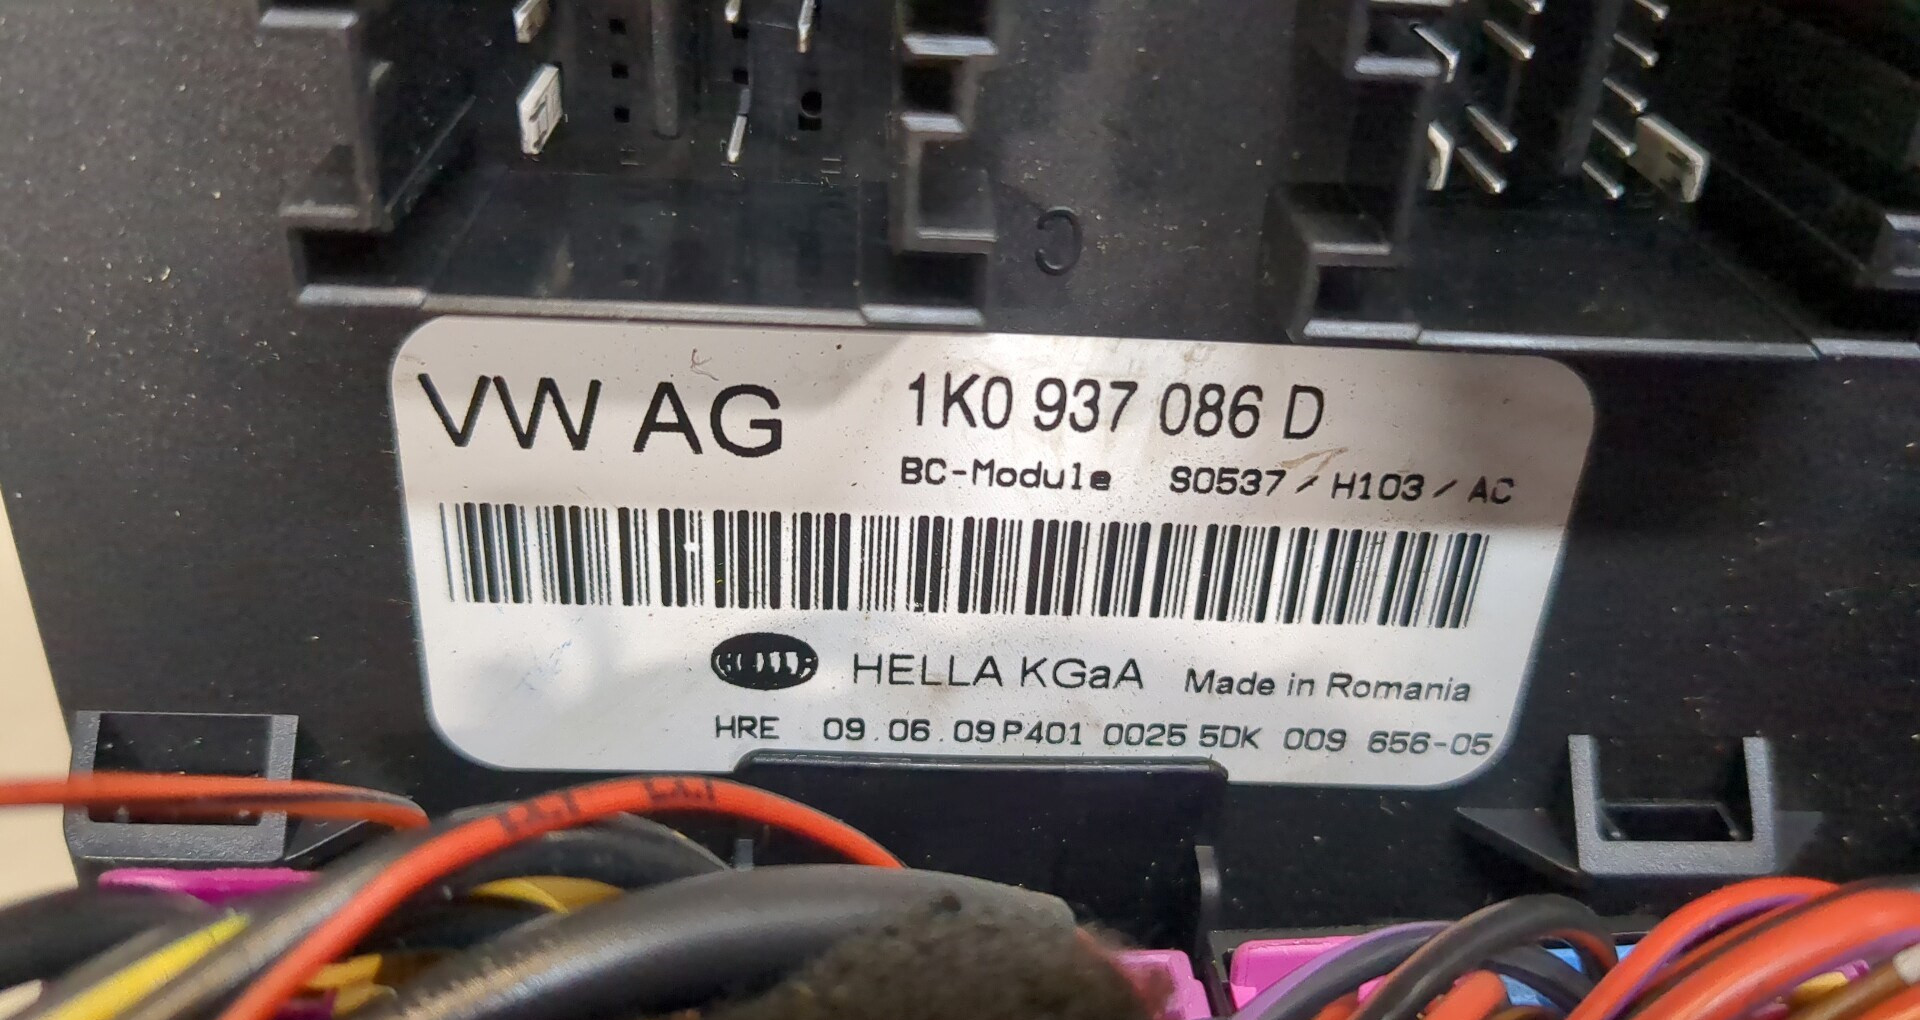 C
VW AG 1K0 937 086 D
BC-Module S0537/H103/AC
HELLA HELLA KGaA Made in Romania
HRE 09.06.09 P401 0025 5DK 009 656-05